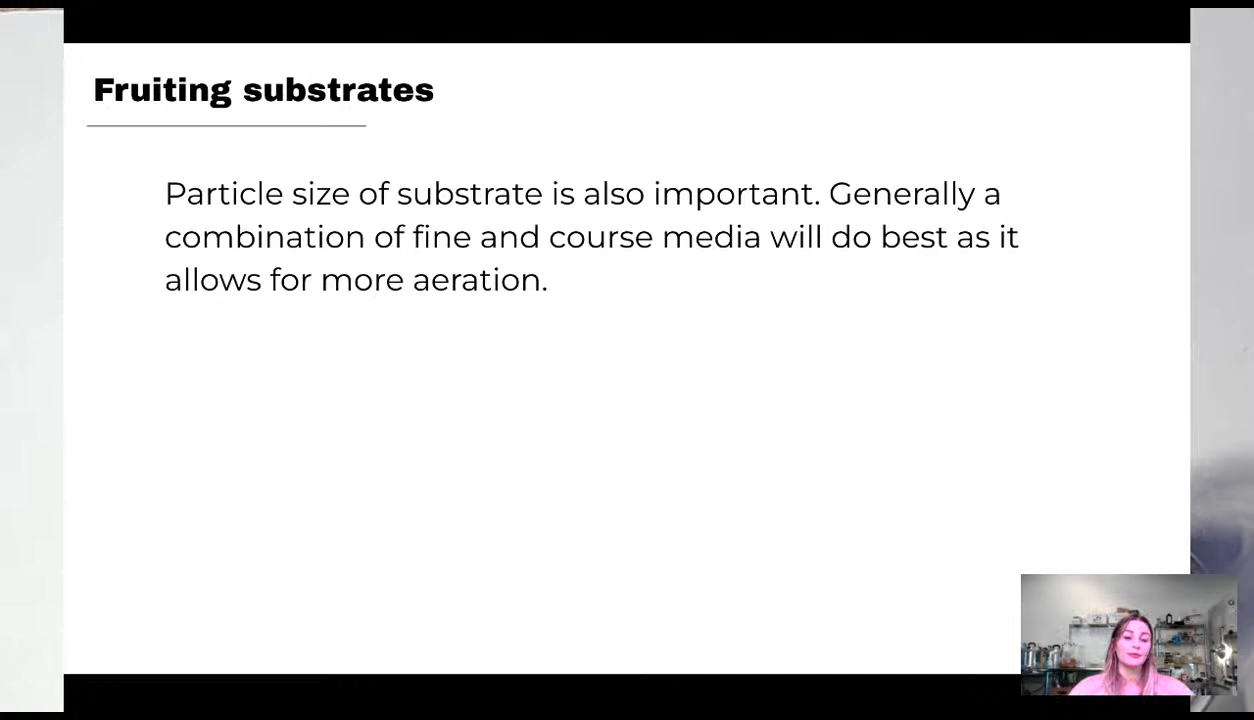 Fruiting substrates
Particle size of substrate is also important. Generally a
combination of fine and course media will do best as it
allows for more aeration.